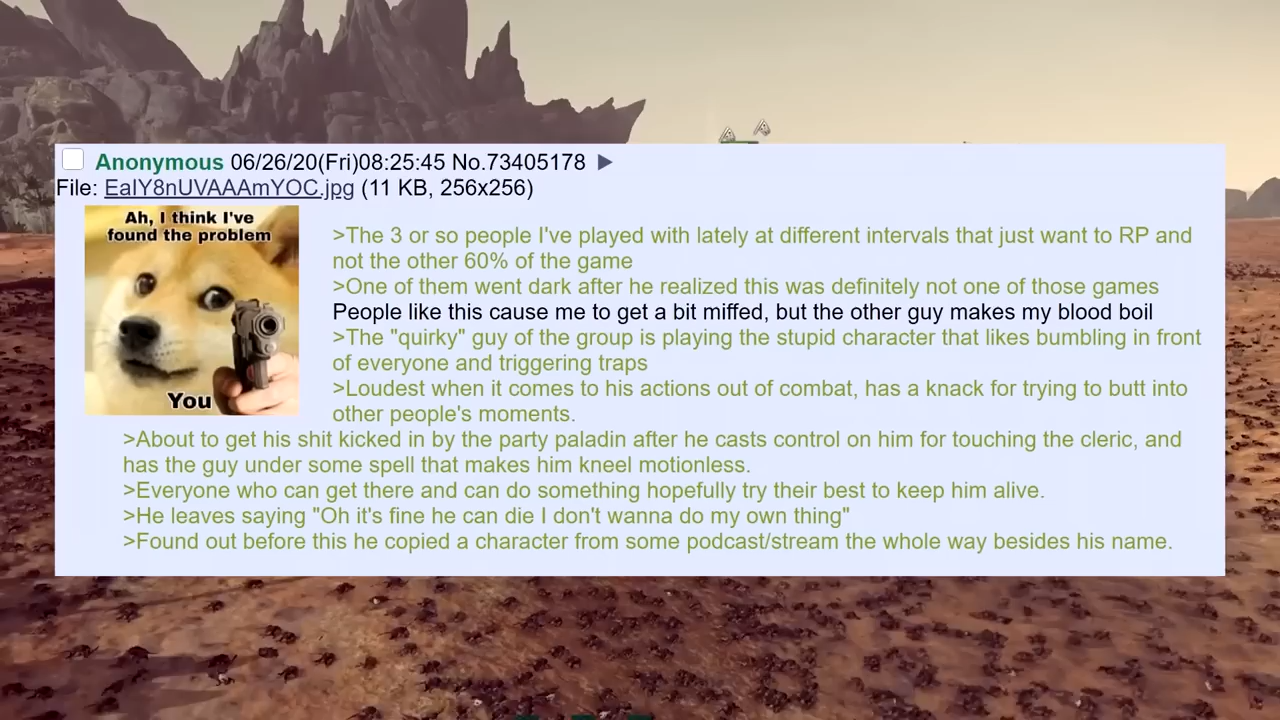 Anonymous 06/26/20(Fri)08:25:45 No.73405178 ▶
File: EaIY8nUVAAAmYOC.jpg (11 KB, 256x256)
Ah, I think I've
found the problem
You
>The 3 or so people I've played with lately at different intervals that just want to RP and
not the other 60% of the game
>One of them went dark after he realized this was definitely not one of those games
People like this cause me to get a bit miffed, but the other guy makes my blood boil
>The "quirky" guy of the group is playing the stupid character that likes bumbling in front
of everyone and triggering traps
>Loudest when it comes to his actions out of combat, has a knack for trying to butt into
other people's moments.
>About to get his shit kicked in by the party paladin after he casts control on him for touching the cleric, and
has the guy under some spell that makes him kneel motionless.
>Everyone who can get there and can do something hopefully try their best to keep him alive.
>He leaves saying "Oh it's fine he can die I don't wanna do my own thing"
>Found out before this he copied a character from some podcast/stream the whole way besides his name.